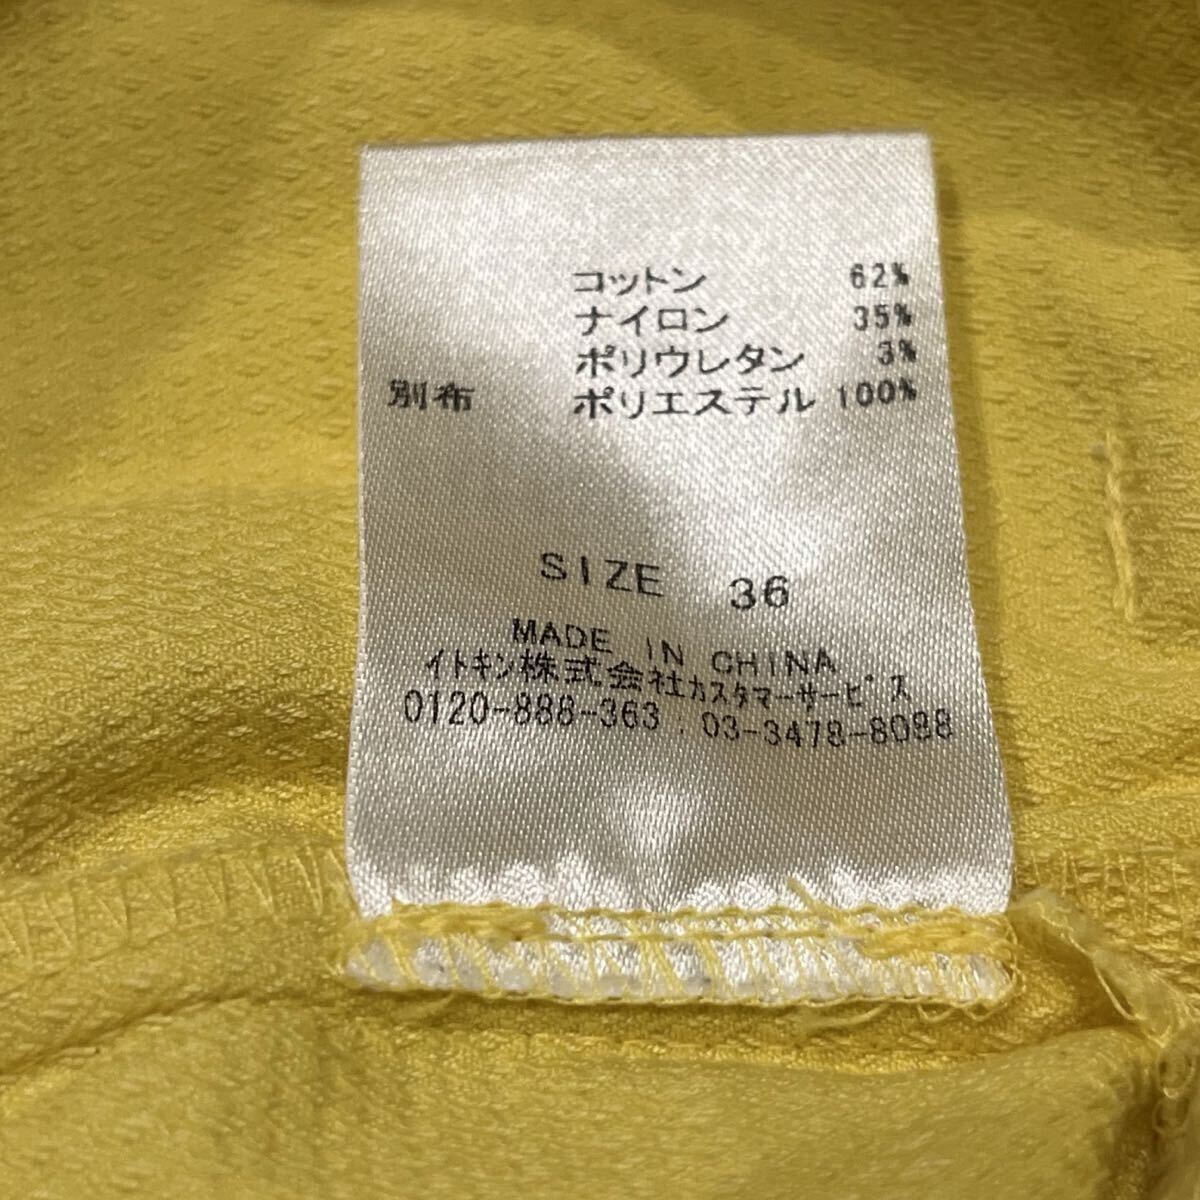 コットン 62%
ナイロン 35%
ポリウレタン 3%
別布 ポリエステル 100%
SIZE 36
MADE IN CHINA
イトキン株式会社カスタマーサービス
0120-888-363 : 03-3478-8088